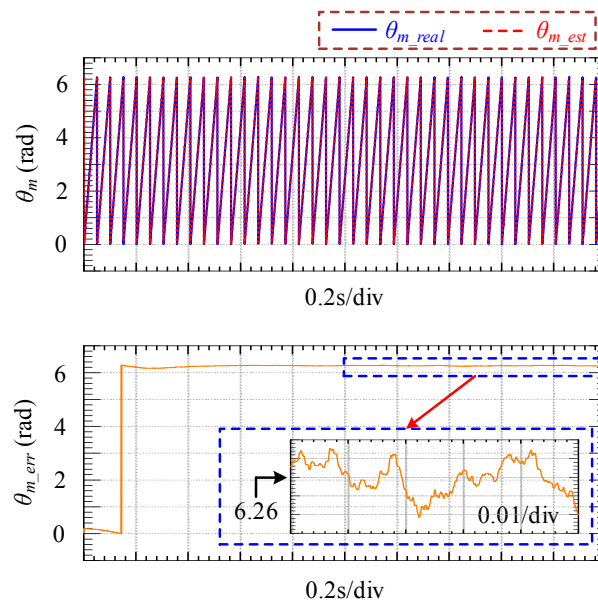 θm_real θm_est
6
4
2
0
θm (rad)
0.2s/div
6
4
2
0
θm_err (rad)
6.26
0.01/div
0.2s/div